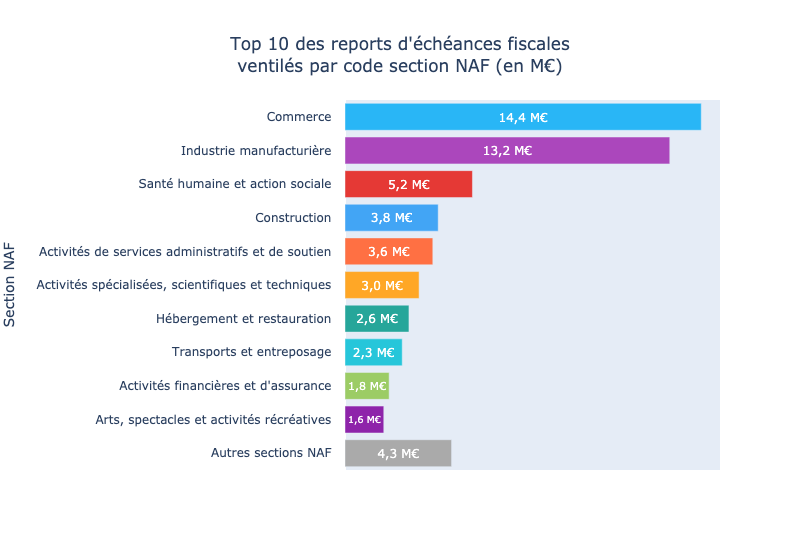 Top 10 des reports d'échéances fiscales
ventilés par code section NAF (en M€)
Section NAF
Commerce 14,4 M€
Industrie manufacturière 13,2 M€
Santé humaine et action sociale 5,2 M€
Construction 3,8 M€
Activités de services administratifs et de soutien 3,6 M€
Activités spécialisées, scientifiques et techniques 3,0 M€
Hébergement et restauration 2,6 M€
Transports et entreposage 2,3 M€
Activités financières et d'assurance 1,8 M€
Arts, spectacles et activités récréatives 1,6 M€
Autres sections NAF 4,3 M€